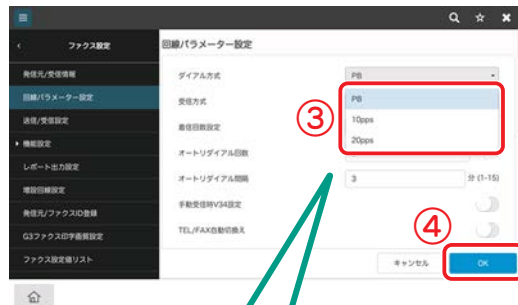 ファクス設定
回線パラメーター設定
発信元/受信情報
回線パラメーター設定
送信/受信設定
機能設定
レポート出力設定
増設回線設定
発信元/ファクスID登録
G3ファクス印字画質設定
ファクス設定値リスト
ダイアル方式
PB
受信方式
PB
③
10pps
着信回数設定
20pps
オートリダイアル回数
オートリダイアル間隔
3
分 (1-15)
手動受信時V34設定
TEL/FAX自動切換え
④
キャンセル
OK